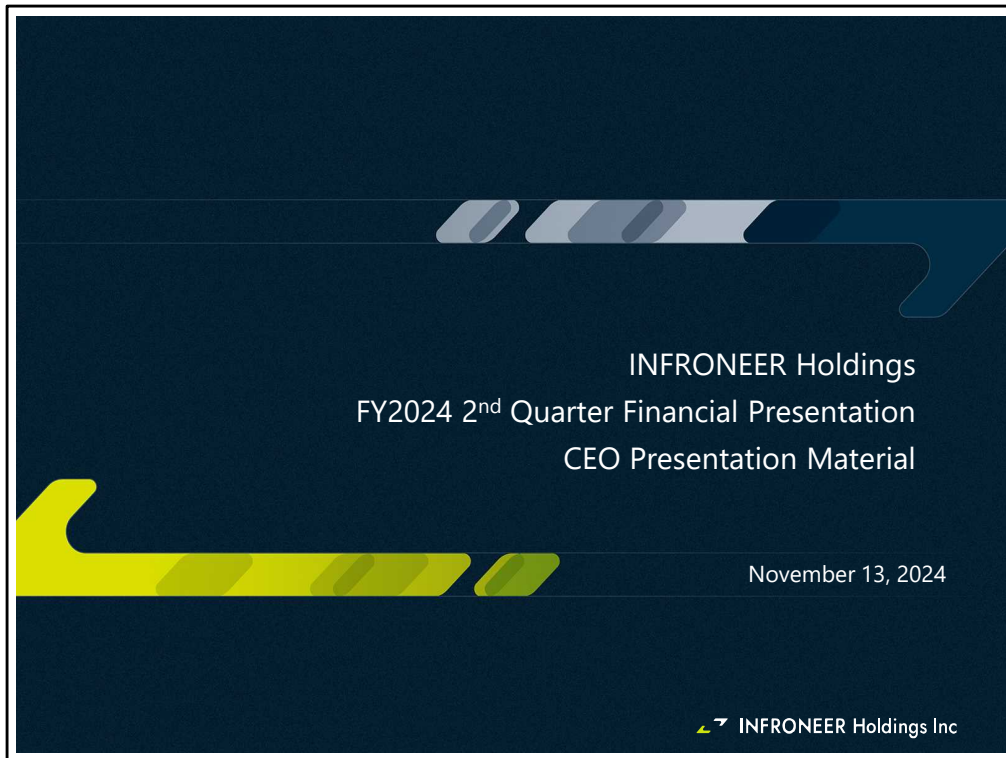 INFRONEER Holdings
FY2024 2nd Quarter Financial Presentation
CEO Presentation Material
November 13, 2024
INFRONEER Holdings Inc